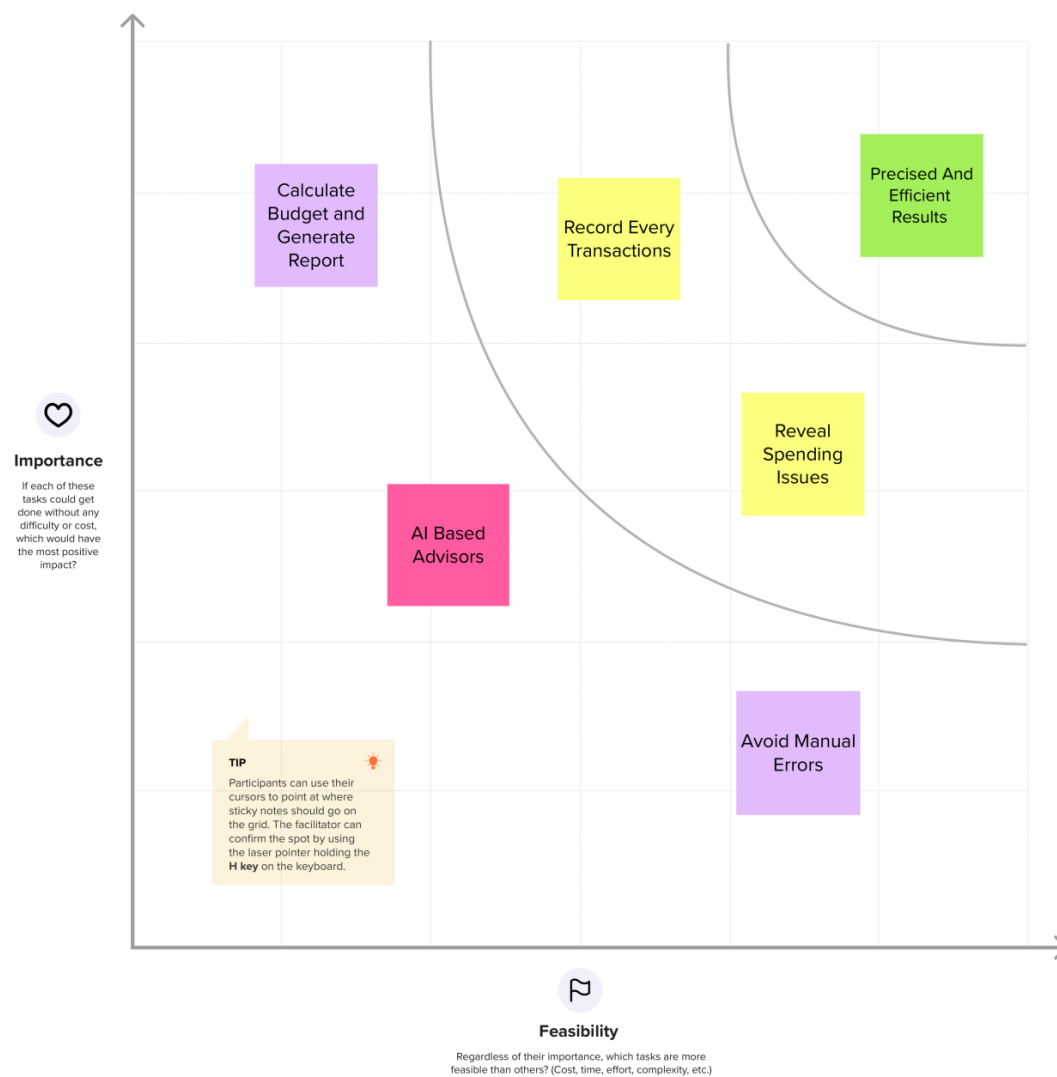 Calculate
Budget and
Generate
Report
Record Every
Transactions
Precised And
Efficient
Results
Importance
If each of these
tasks could get
done without any
difficulty or cost,
which would have
the most positive
impact?
Reveal
Spending
Issues
AI Based
Advisors
Avoid Manual
Errors
TIP
Participants can use their
cursors to point at where
sticky notes should go on
the grid. The facilitator can
confirm the spot by using
the laser pointer holding the
H key on the keyboard.
Feasibility
Regardless of their importance, which tasks are more
feasible than others? (Cost, time, effort, complexity, etc.)